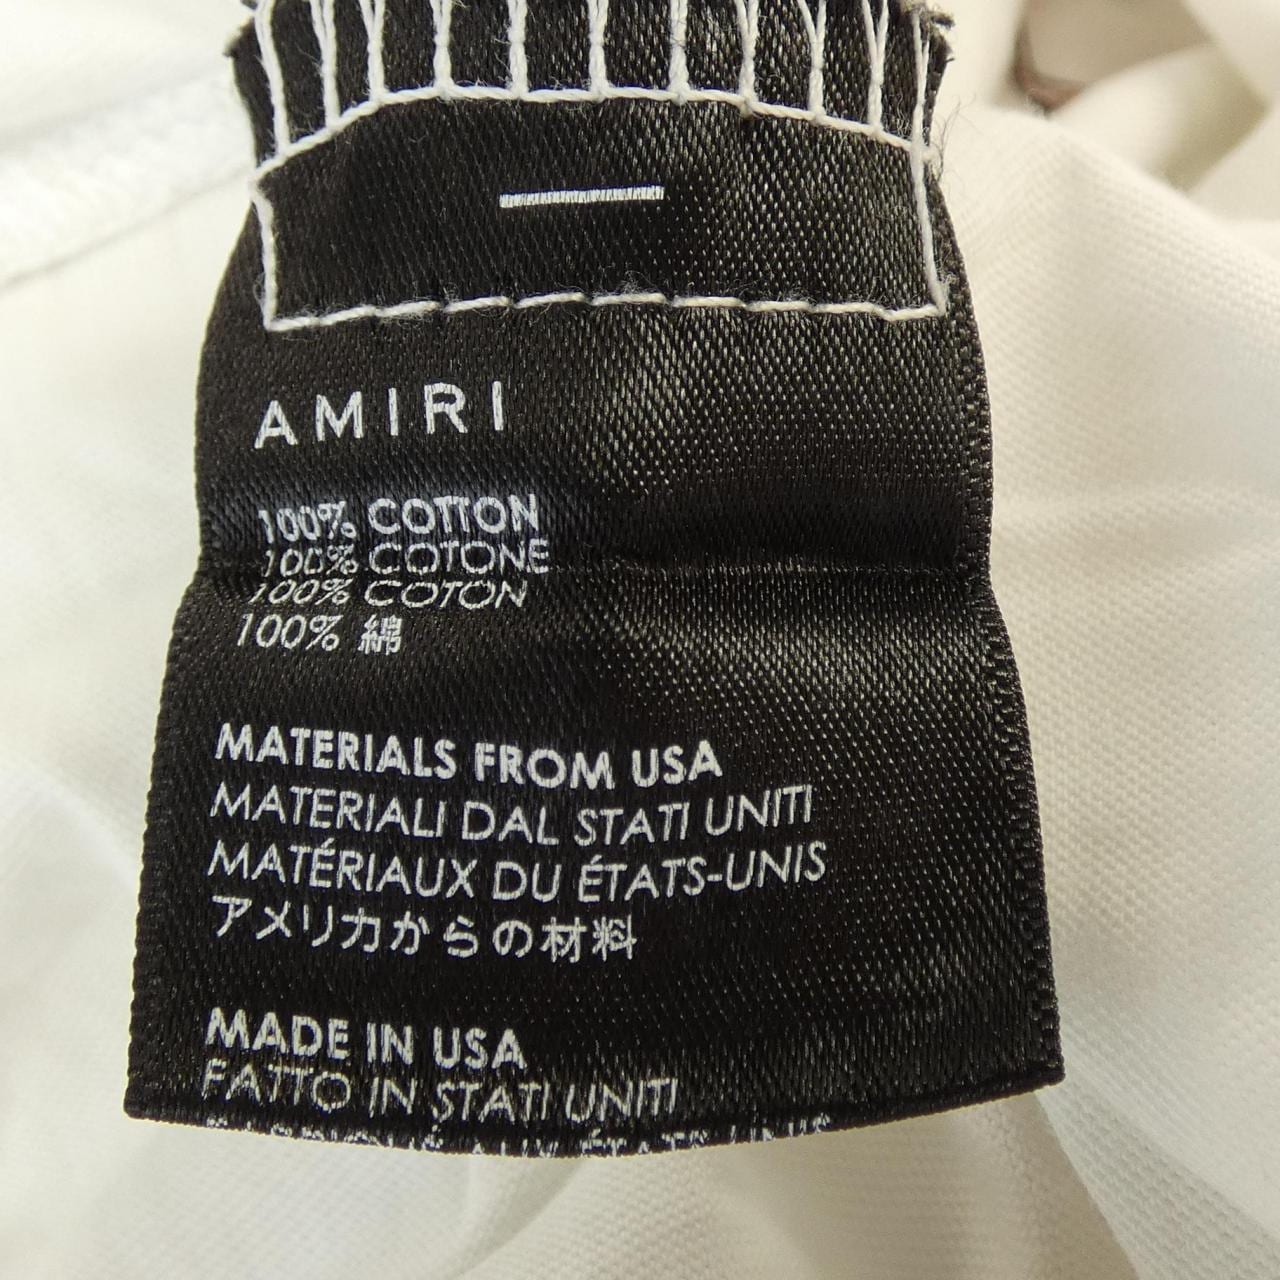 AMIRI
100% COTTON
100% COTONE
100% COTON
100% 綿
MATERIALS FROM USA
MATERIALI DAL STATI UNITI
MATÉRIAUX DU ÉTATS-UNIS
アメリカからの材料
MADE IN USA
FATTO IN STATI UNITI